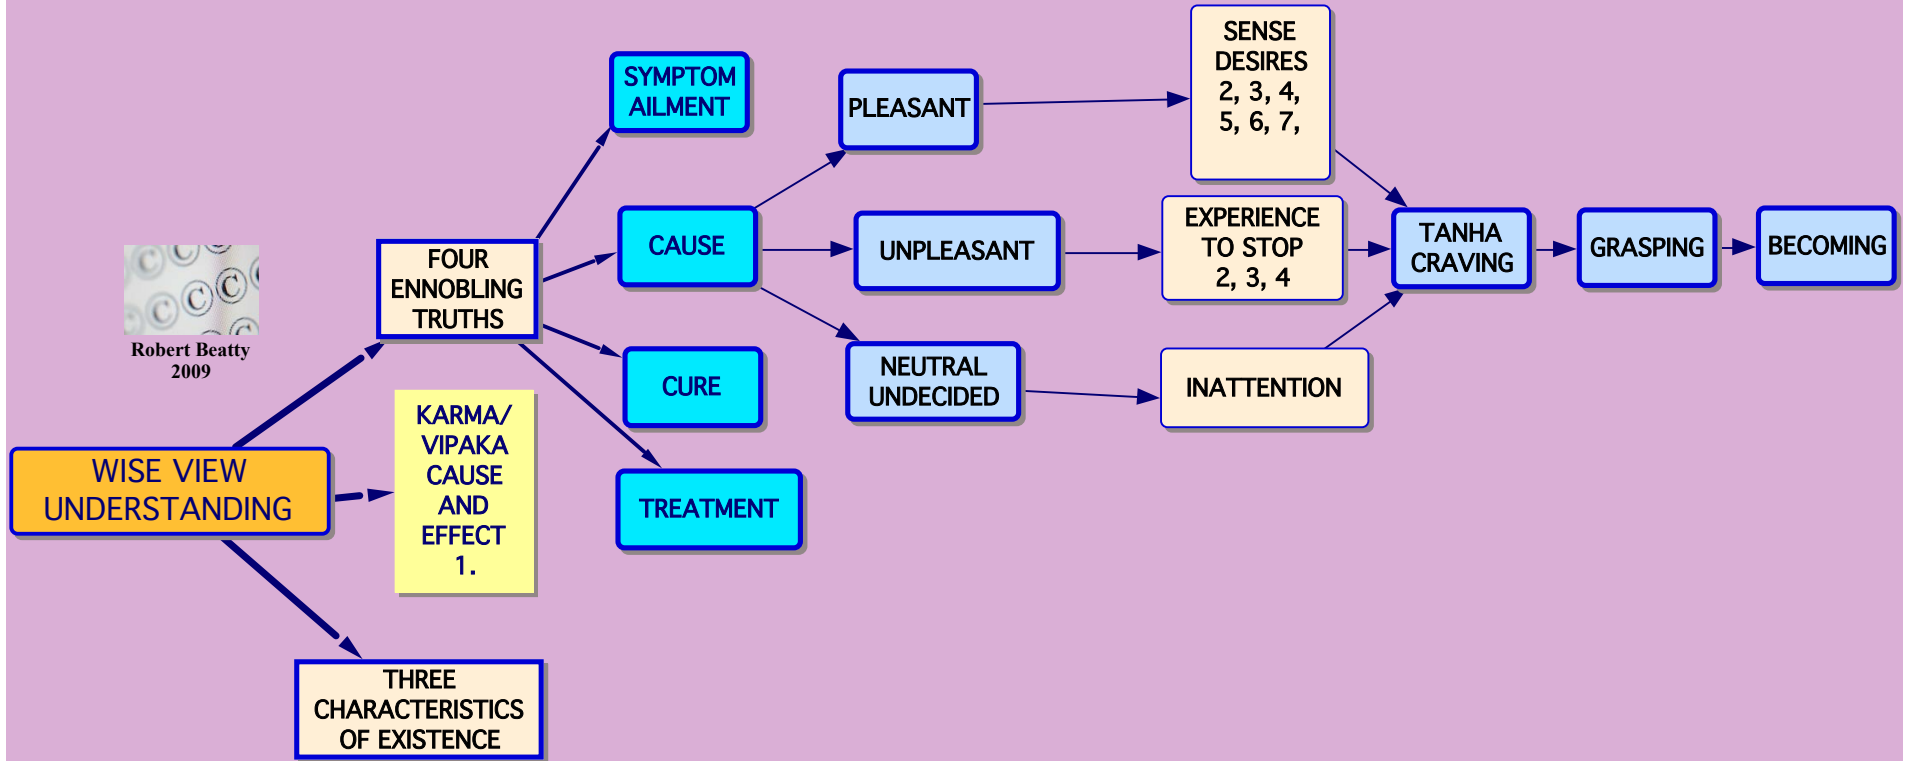 SYMPTOM
AILMENT
PLEASANT
SENSE
DESIRES
2, 3, 4,
5, 6, 7,
FOUR
ENNOBLING
TRUTHS
CAUSE
UNPLEASANT
EXPERIENCE
TO STOP
2, 3, 4
TANHA
CRAVING
GRASPING
BECOMING
© © © © © ©
Robert Beatty
2009
CURE
NEUTRAL
UNDECIDED
INATTENTION
KARMA/
VIPAKA
CAUSE
AND
EFFECT
1.
WISE VIEW
UNDERSTANDING
TREATMENT
THREE
CHARACTERISTICS
OF EXISTENCE